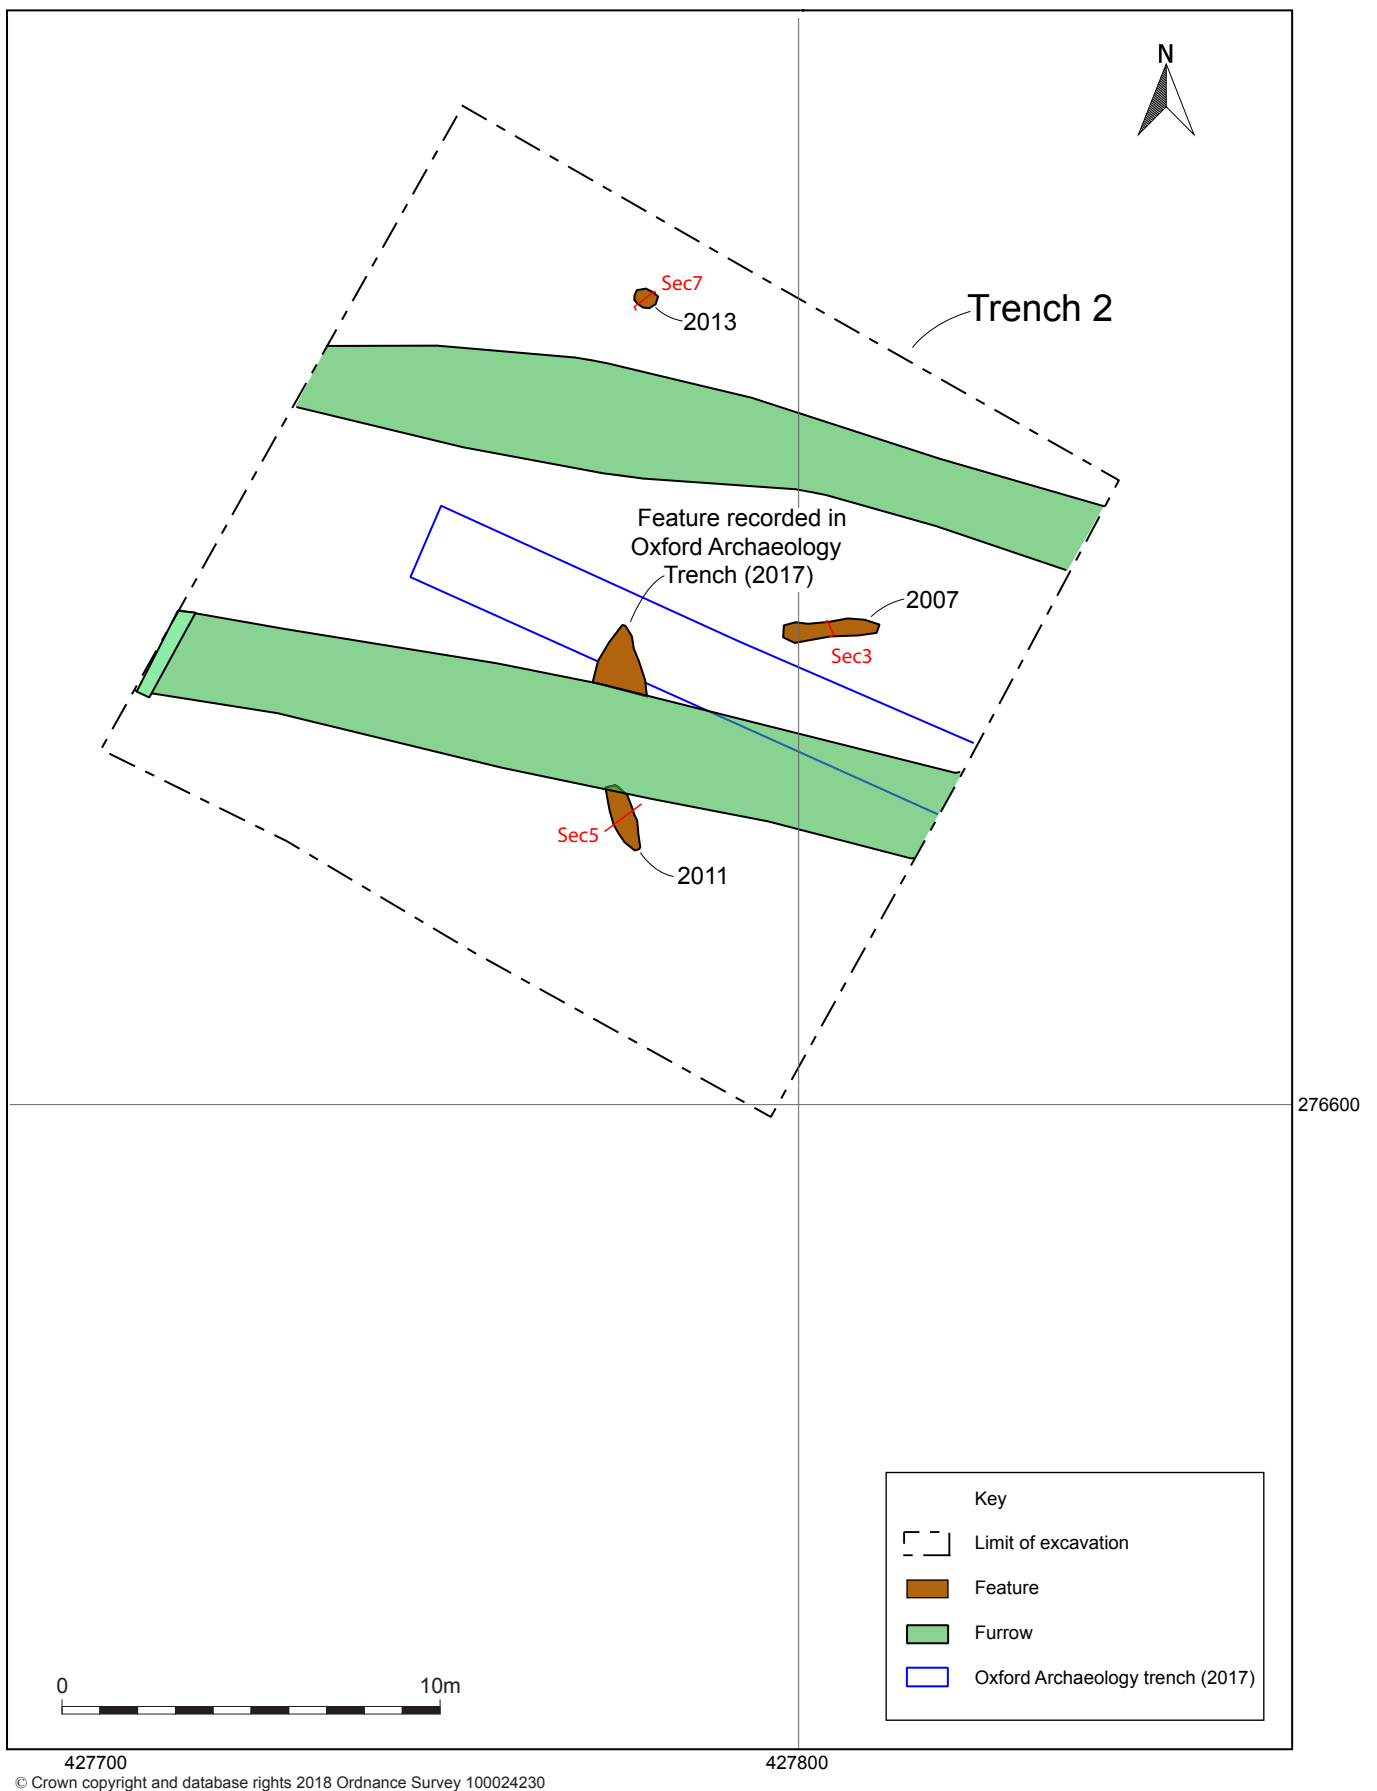 N
Sec7
2013
Trench 2
Feature recorded in
Oxford Archaeology
Trench (2017)
2007
Sec3
Sec5
2011
276600
Key
Limit of excavation
Feature
Furrow
Oxford Archaeology trench (2017)
0 10m
427700 427800
© Crown copyright and database rights 2018 Ordnance Survey 100024230